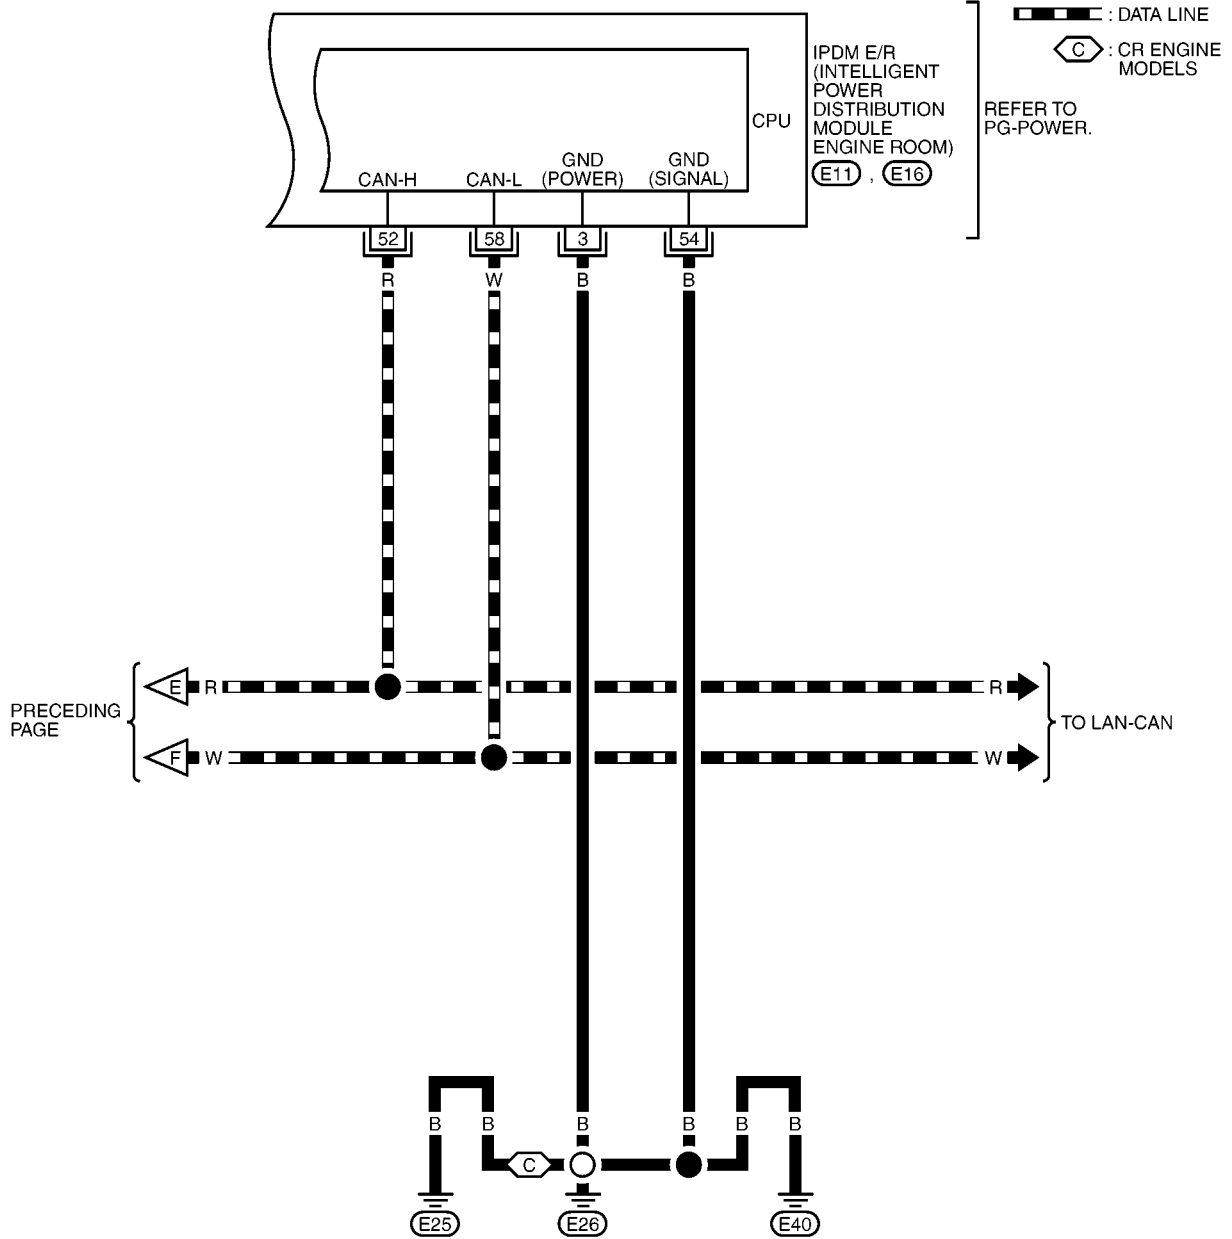 : DATA LINE
C : CR ENGINE
MODELS
IPDM E/R
(INTELLIGENT
POWER
DISTRIBUTION
MODULE
ENGINE ROOM)
E11 , E16
REFER TO
PG-POWER.
CPU
CAN-H
CAN-L
GND
(POWER)
GND
(SIGNAL)
52 58 3 54
R W B B
PRECEDING
PAGE
E R R
F W W
TO LAN-CAN
B B B B B B
C
E25 E26 E40